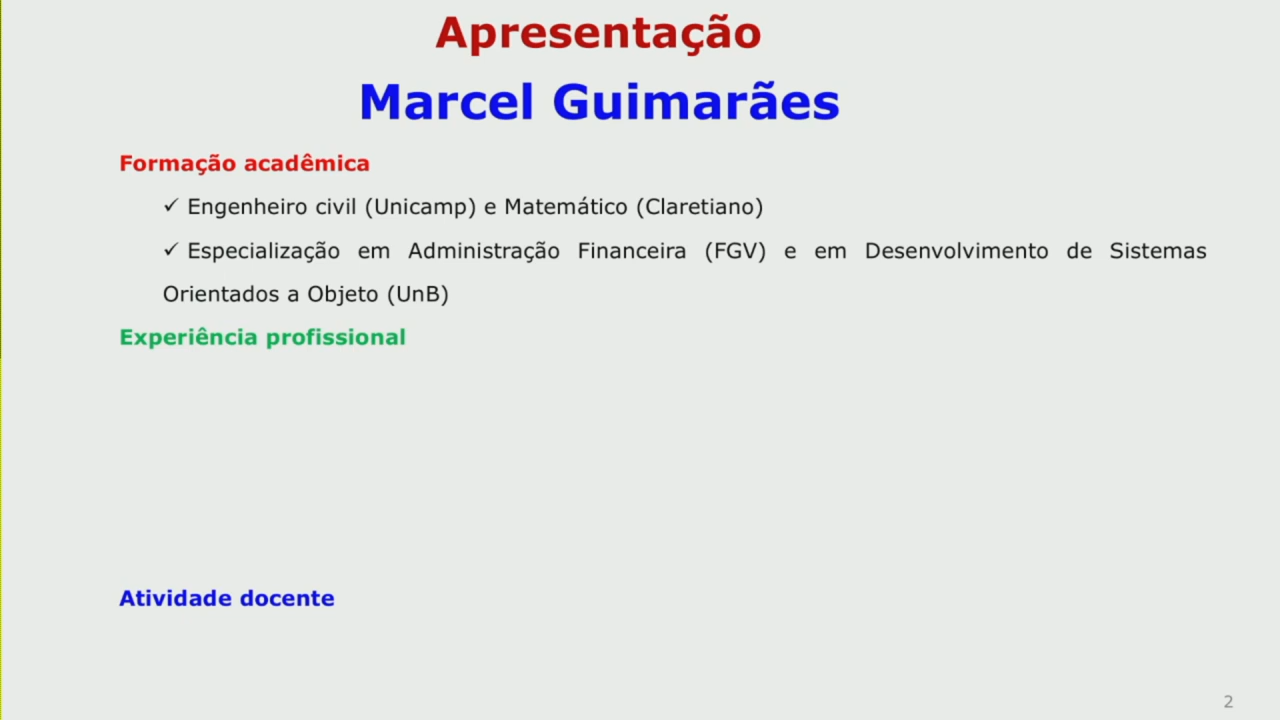 Apresentação
Marcel Guimarães
Formação acadêmica
✓ Engenheiro civil (Unicamp) e Matemático (Claretiano)
✓ Especialização em Administração Financeira (FGV) e em Desenvolvimento de Sistemas
Orientados a Objeto (UnB)
Experiência profissional
Atividade docente
2